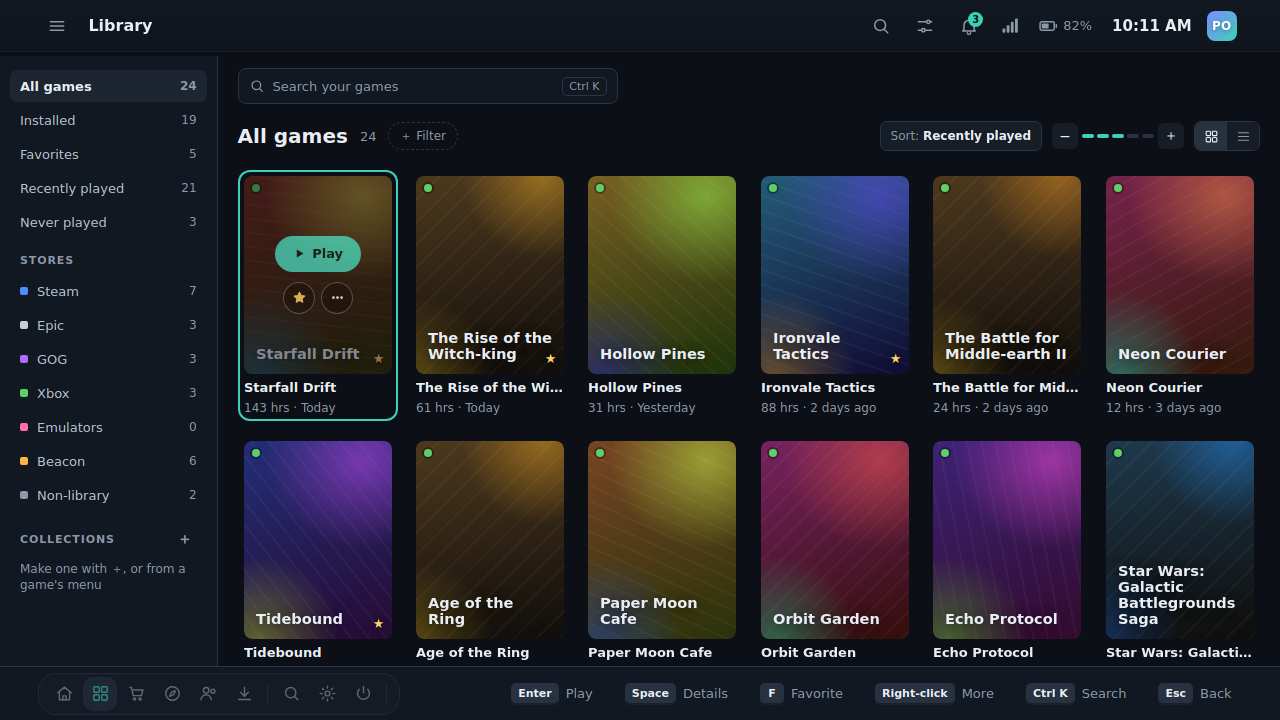 Library
3
82%
10:11 AM
PO
All games 24
Installed 19
Favorites 5
Recently played 21
Never played 3
STORES
Steam 7
Epic 3
GOG 3
Xbox 3
Emulators 0
Beacon 6
Non-library 2
COLLECTIONS +
Make one with +, or from a
game's menu
Search your games Ctrl K
All games 24 + Filter
Sort: Recently played
Play
Starfall Drift
Starfall Drift
143 hrs · Today
The Rise of the
Witch-king
The Rise of the Wi...
61 hrs · Today
Hollow Pines
Hollow Pines
31 hrs · Yesterday
Ironvale
Tactics
Ironvale Tactics
88 hrs · 2 days ago
The Battle for
Middle-earth II
The Battle for Mid...
24 hrs · 2 days ago
Neon Courier
Neon Courier
12 hrs · 3 days ago
Tidebound
Tidebound
Age of the
Ring
Age of the Ring
Paper Moon
Cafe
Paper Moon Cafe
Orbit Garden
Orbit Garden
Echo Protocol
Echo Protocol
Star Wars:
Galactic
Battlegrounds
Saga
Star Wars: Galacti...
Enter Play
Space Details
F Favorite
Right-click More
Ctrl K Search
Esc Back